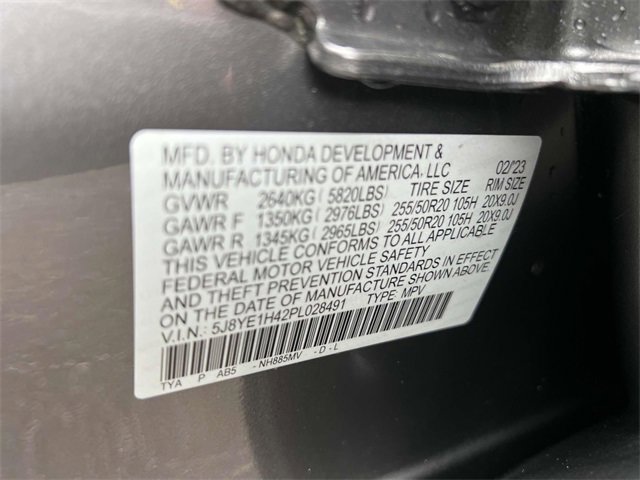 MFD. BY HONDA DEVELOPMENT &
MANUFACTURING OF AMERICA, LLC 02/'23
GVWR 2640KG ( 5820LBS) TIRE SIZE RIM SIZE
GAWR F 1350KG ( 2976LBS) 255/50R20 105H 20X9.0J
GAWR R 1345KG ( 2965LBS) 255/50R20 105H 20X9.0J
THIS VEHICLE CONFORMS TO ALL APPLICABLE
FEDERAL MOTOR VEHICLE SAFETY
AND THEFT PREVENTION STANDARDS IN EFFECT
ON THE DATE OF MANUFACTURE SHOWN ABOVE.
V.I.N.: 5J8YE1H42PL028491 TYPE: MPV
TYA P AB5 - NH885MV - D - L